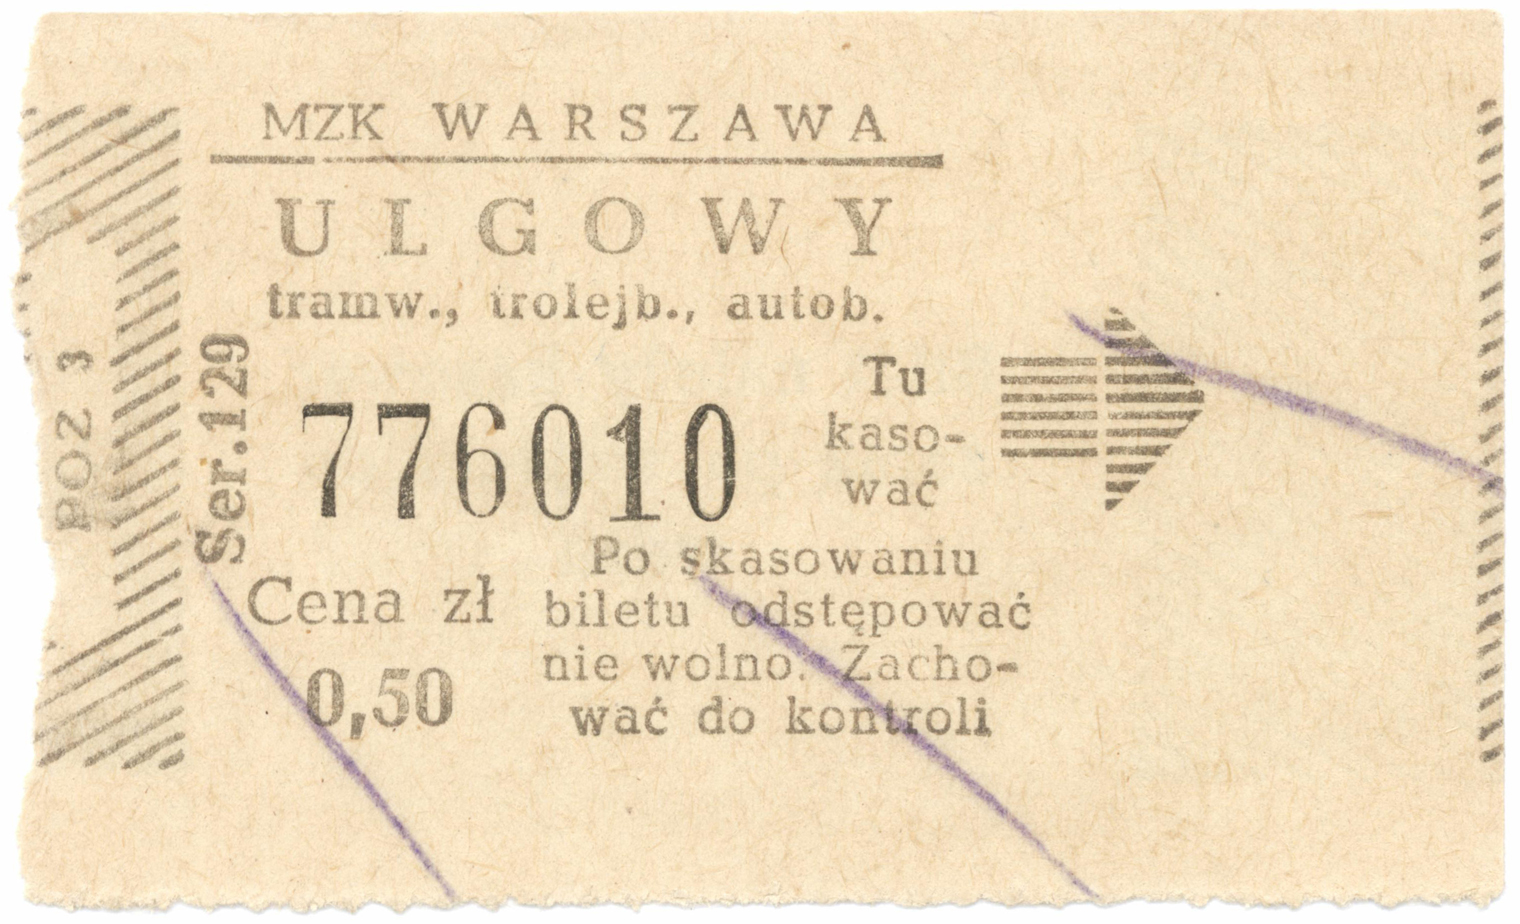 MZK WARSZAWA
ULGOWY
tramw., trolejb., autob.
POZ 3
Ser.129
776010
Tu
kaso-
wać
Cena zł
0,50
Po skasowaniu
biletu odstępować
nie wolno. Zacho-
wać do kontroli